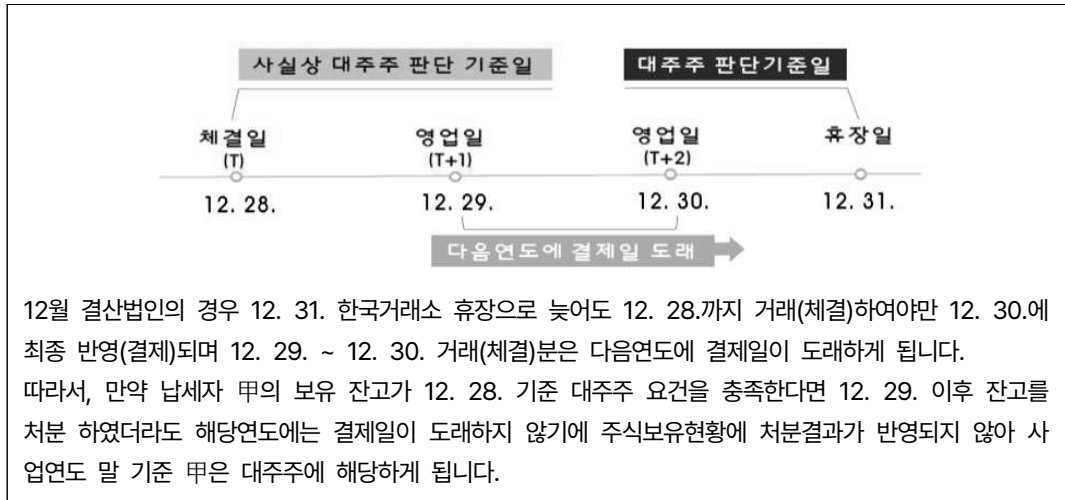 사실상 대주주 판단 기준일 대주주 판단기준일
체결일 영업일 영업일 휴장일
(T) (T+1) (T+2)
12. 28. 12. 29. 12. 30. 12. 31.
다음연도에 결제일 도래
12월 결산법인의 경우 12. 31. 한국거래소 휴장으로 늦어도 12. 28.까지 거래(체결)하여야만 12. 30.에
최종 반영(결제)되며 12. 29. ~ 12. 30. 거래(체결)분은 다음연도에 결제일이 도래하게 됩니다.
따라서, 만약 납세자 甲의 보유 잔고가 12. 28. 기준 대주주 요건을 충족한다면 12. 29. 이후 잔고를
처분 하였더라도 해당연도에는 결제일이 도래하지 않기에 주식보유현황에 처분결과가 반영되지 않아 사
업연도 말 기준 甲은 대주주에 해당하게 됩니다.